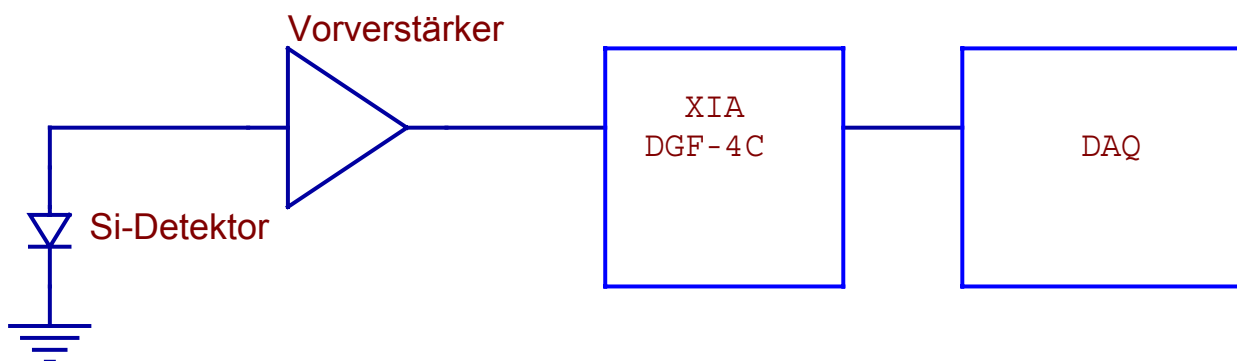 Vorverstärker
XIA
DGF-4C
DAQ
Si-Detektor